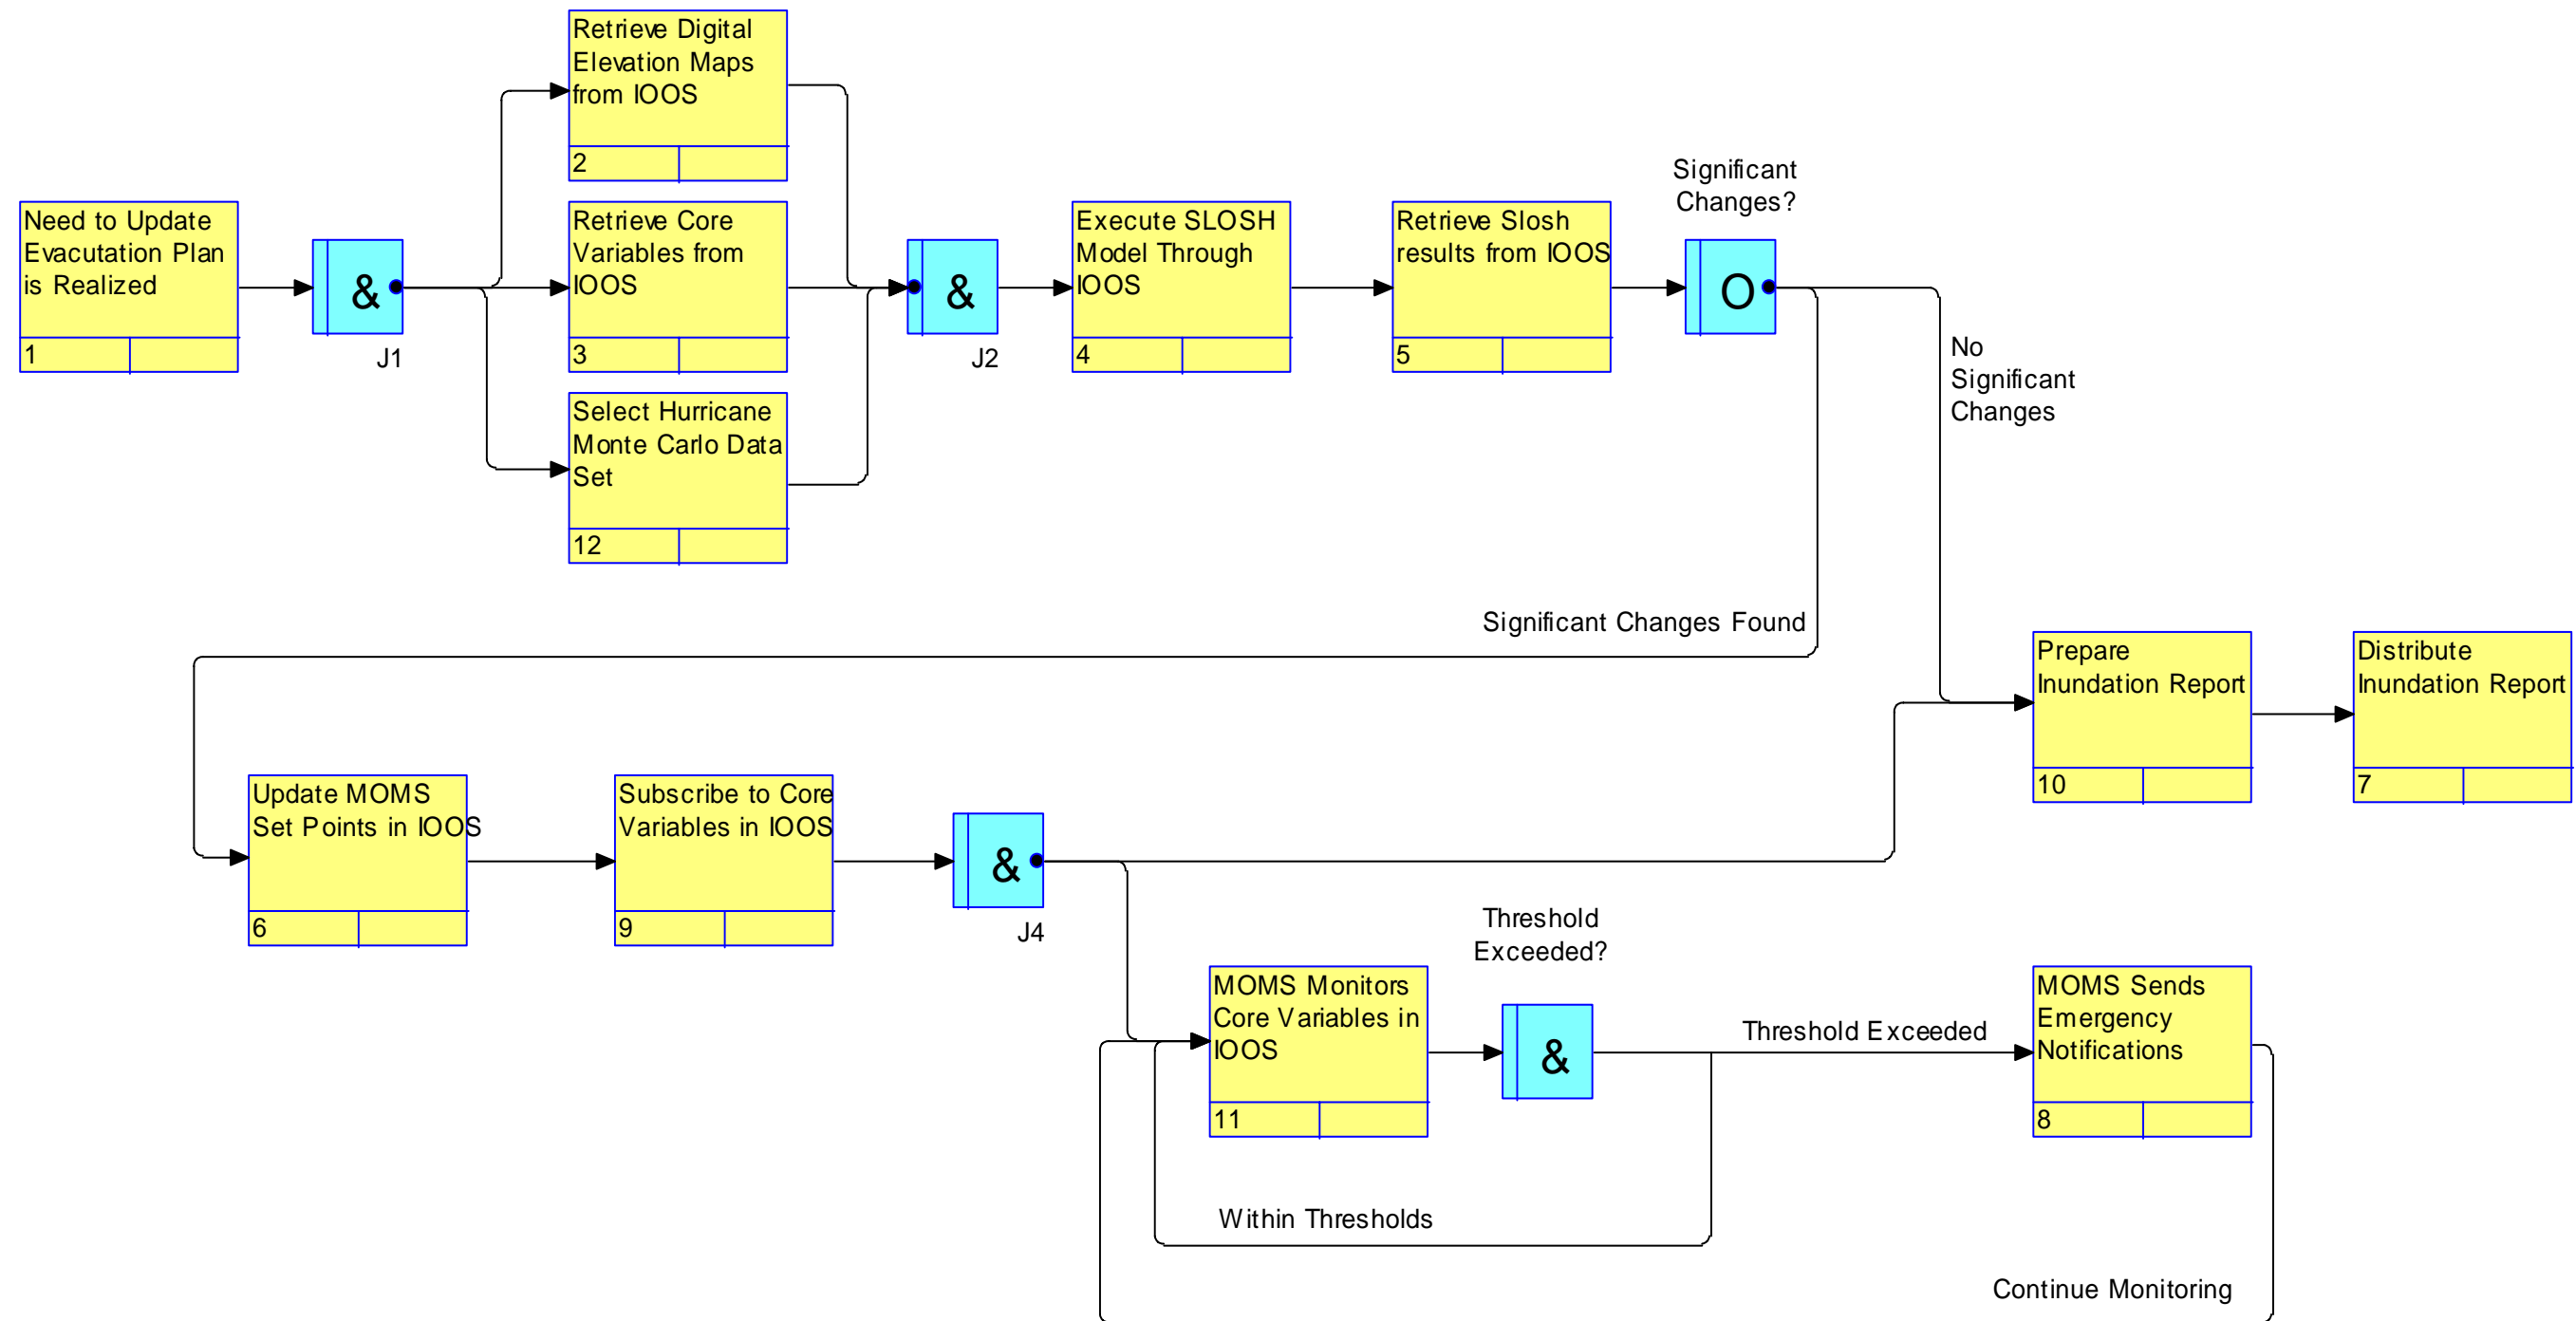 Retrieve Digital
Elevation Maps
from IOOS
2
Need to Update
Evacutation Plan
is Realized
1
&
J1
Retrieve Core
Variables from
IOOS
3
Select Hurricane
Monte Carlo Data
Set
12
&
J2
Execute SLOSH
Model Through
IOOS
4
Retrieve Slosh
results from IOOS
5
Significant
Changes?
O
No
Significant
Changes
Significant Changes Found
Prepare
Inundation Report
10
Distribute
Inundation Report
7
Update MOMS
Set Points in IOOS
6
Subscribe to Core
Variables in IOOS
9
&
J4
Threshold
Exceeded?
MOMS Monitors
Core Variables in
IOOS
11
&
Threshold Exceeded
MOMS Sends
Emergency
Notifications
8
Within Thresholds
Continue Monitoring